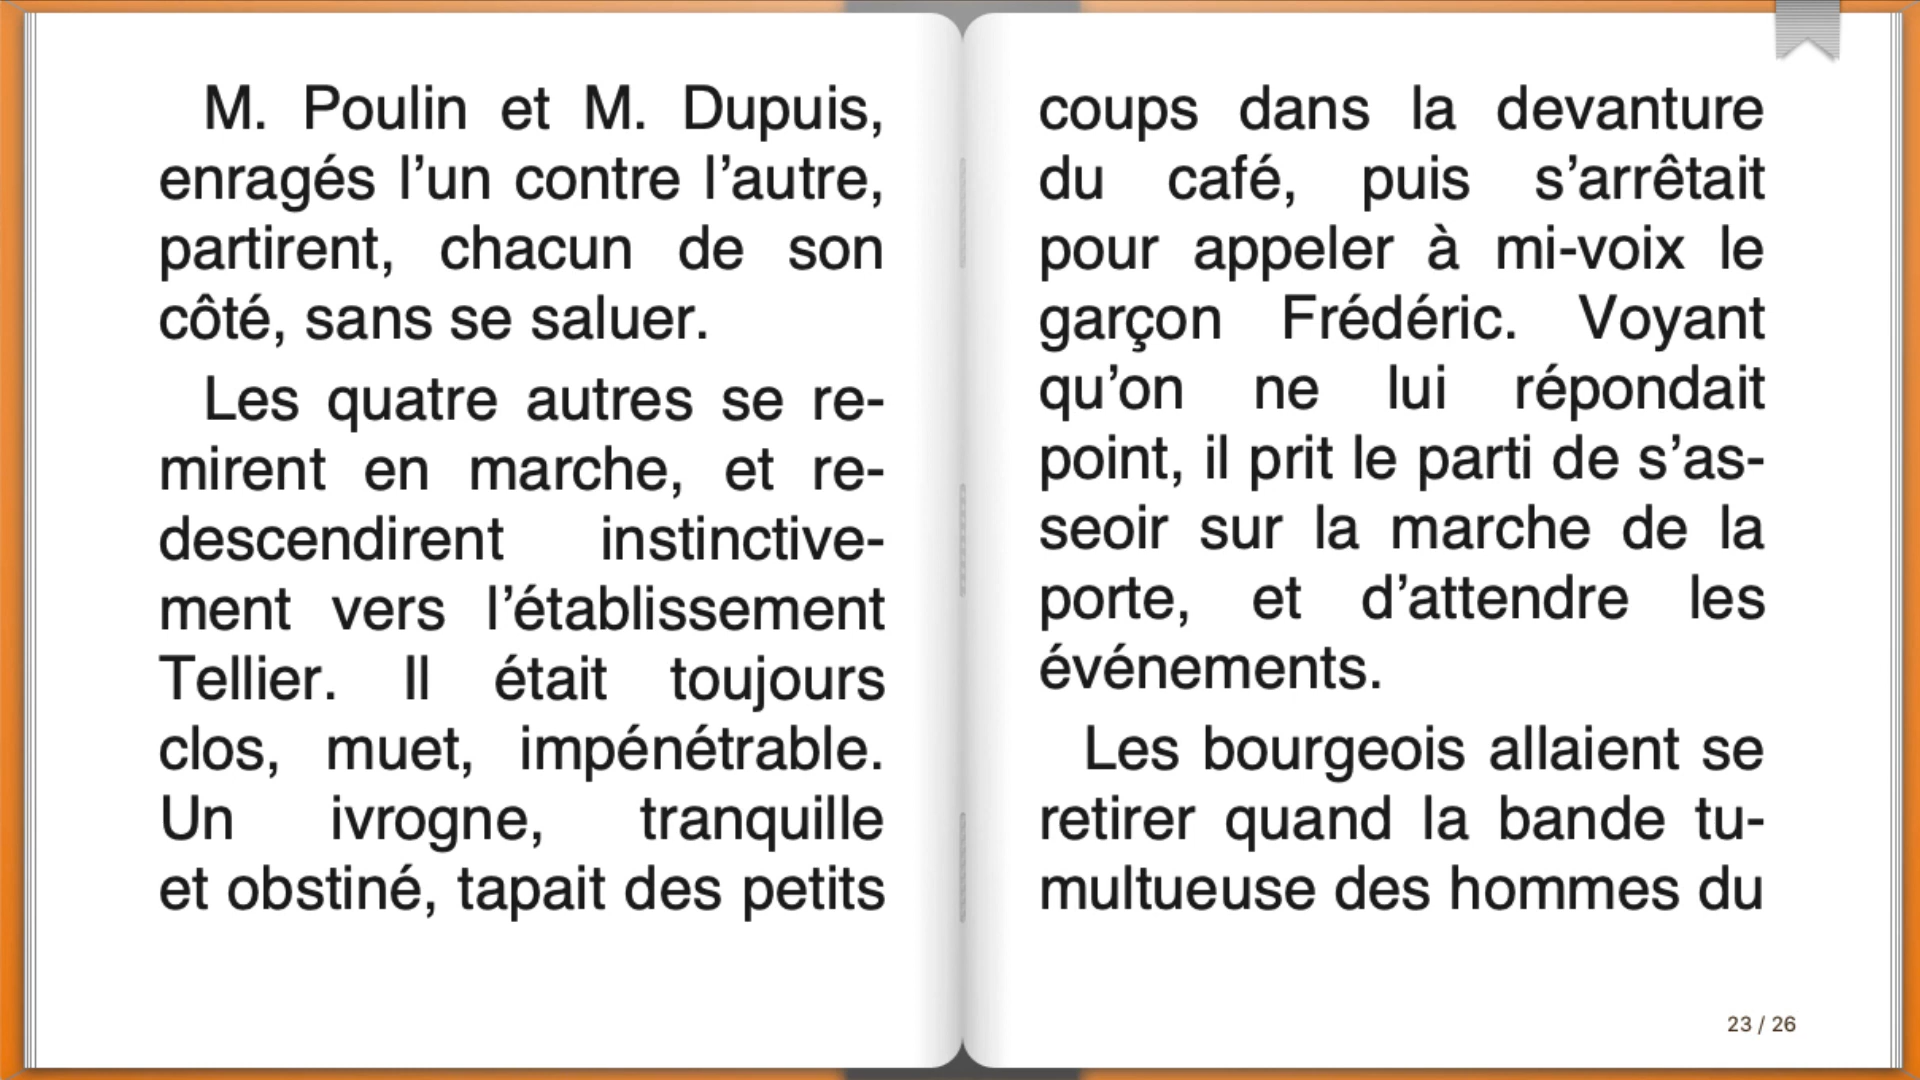 M. Poulin et M. Dupuis,
enragés l’un contre l’autre,
partirent, chacun de son
côté, sans se saluer.
Les quatre autres se re-
mirent en marche, et re-
descendirent instinctive-
ment vers l’établissement
Tellier. Il était toujours
clos, muet, impénétrable.
Un ivrogne, tranquille
et obstiné, tapait des petits
coups dans la devanture
du café, puis s’arrêtait
pour appeler à mi-voix le
garçon Frédéric. Voyant
qu’on ne lui répondait
point, il prit le parti de s’as-
seoir sur la marche de la
porte, et d’attendre les
événements.
Les bourgeois allaient se
retirer quand la bande tu-
multueuse des hommes du
23 / 26